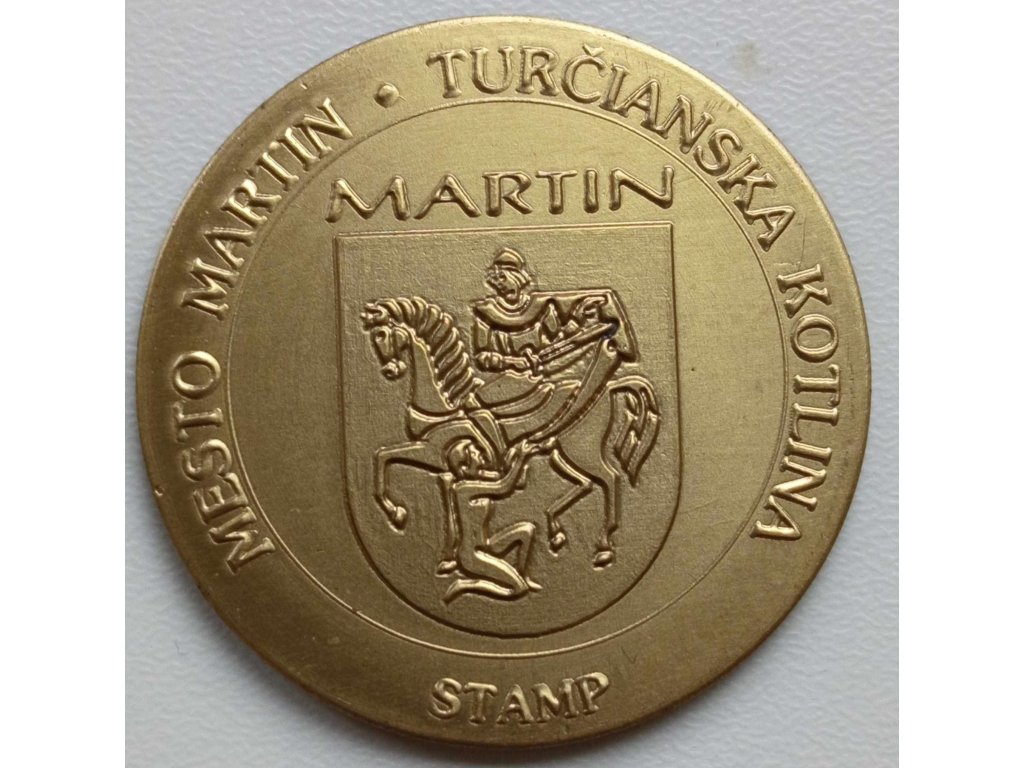 MESTO MARTIN • TURČIANSKA KOTLINA
MARTIN
STAMP